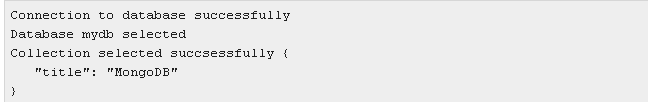 Connection to database successfully
Database mydb selected
Collection selected succsessfully {
   "title": "MongoDB"
}